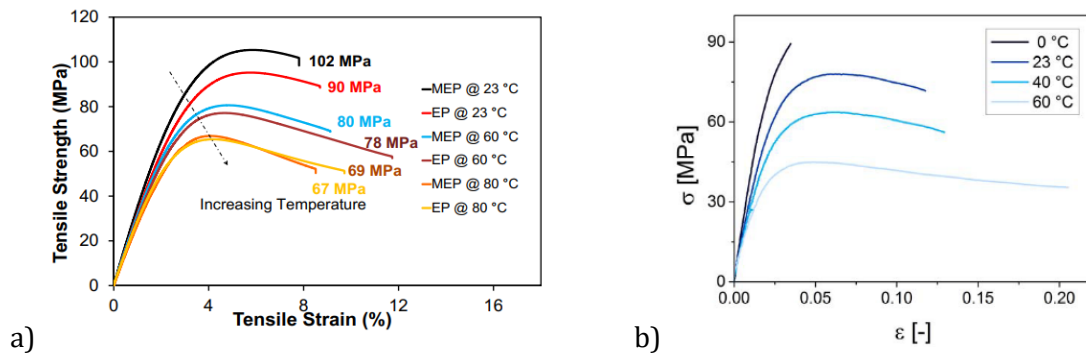 a)
Tensile Strength (MPa)
120
100
80
60
40
20
0
0
4
8
12
16
Tensile Strain (%)
102 MPa
90 MPa
80 MPa
78 MPa
69 MPa
67 MPa
Increasing Temperature
MEP @ 23 °C
EP @ 23 °C
MEP @ 60 °C
EP @ 60 °C
MEP @ 80 °C
EP @ 80 °C
b)
σ [MPa]
90
60
30
0
0.00
0.05
0.10
0.15
0.20
ε [-]
0 °C
23 °C
40 °C
60 °C